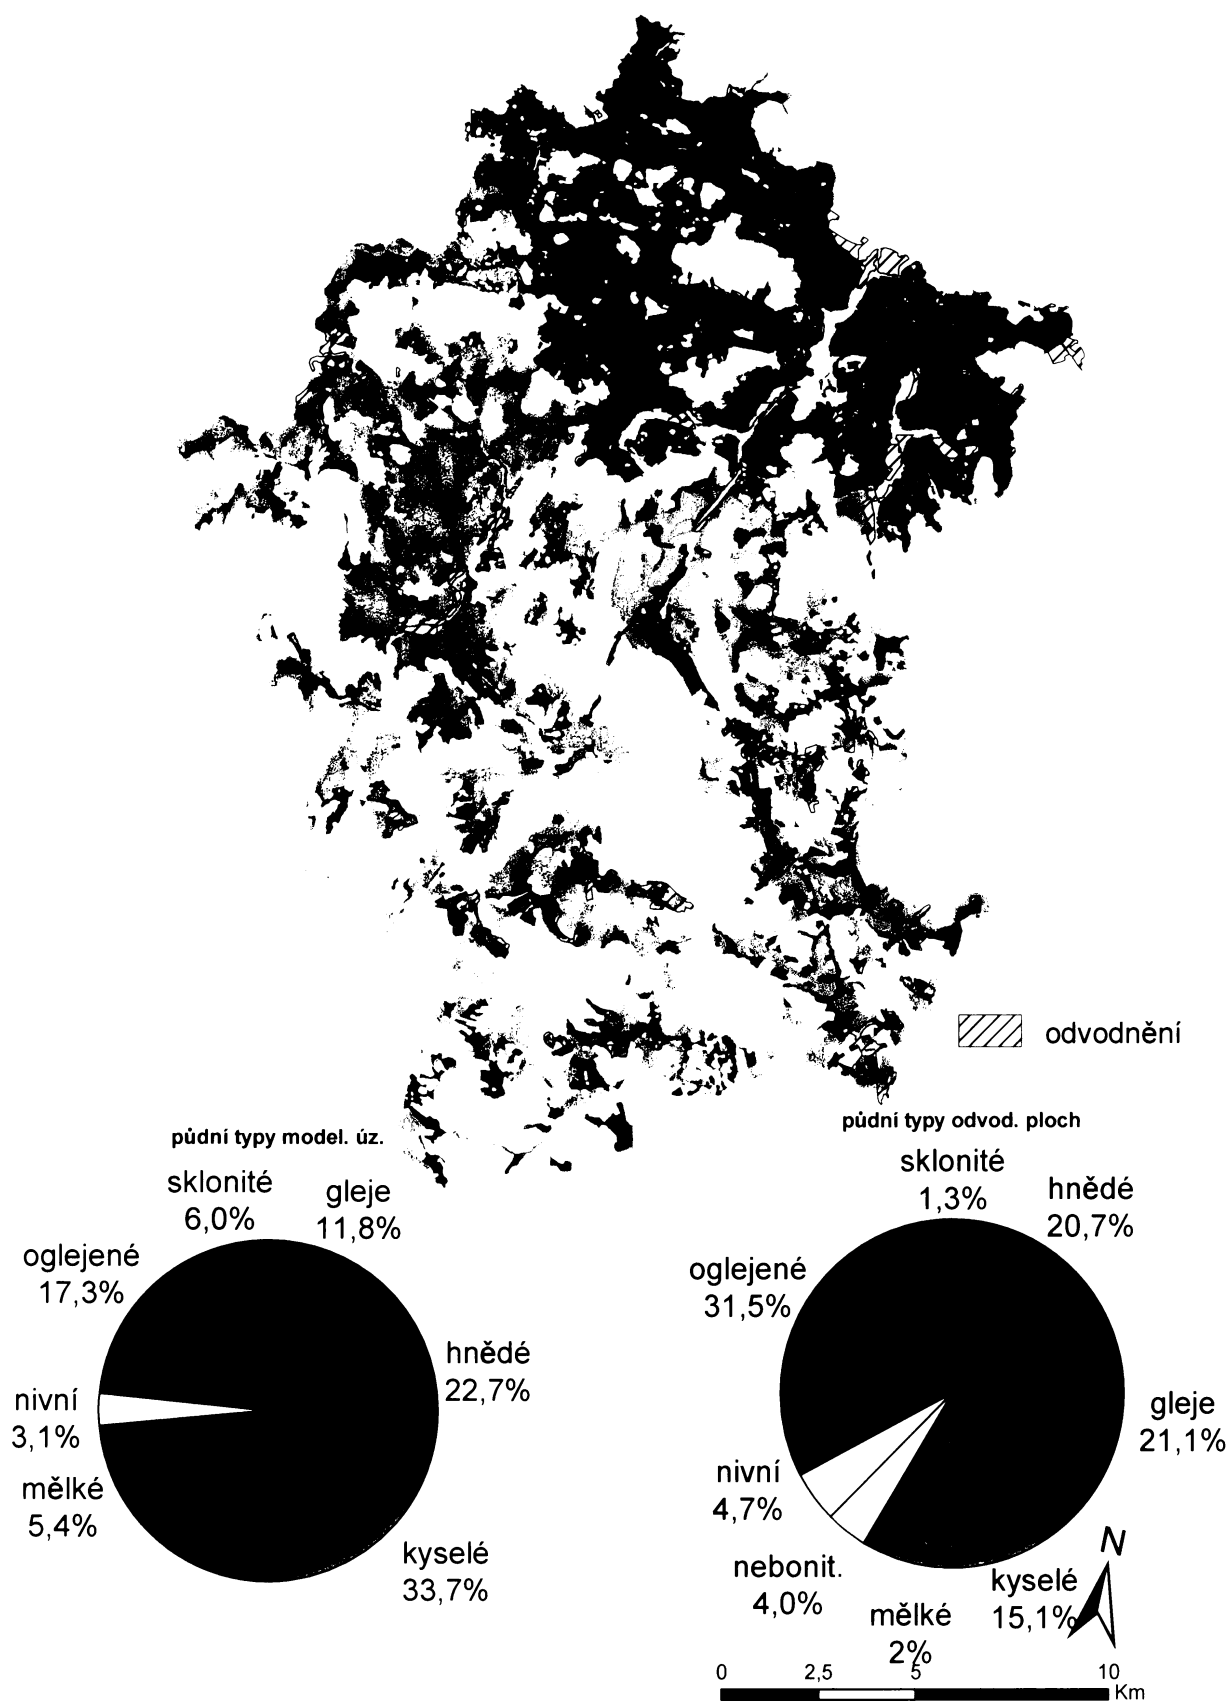 odvodnění
půdní typy model. úz.
sklonité
6,0%
gleje
11,8%
oglejené
17,3%
hnědé
22,7%
nivní
3,1%
mělké
5,4%
kyselé
33,7%
půdní typy odvod. ploch
sklonité
1,3%
hnědé
20,7%
oglejené
31,5%
gleje
21,1%
nivní
4,7%
nebonit.
4,0%
kyselé
15,1%
mělké
2%
N
0 2,5 5 10
Km